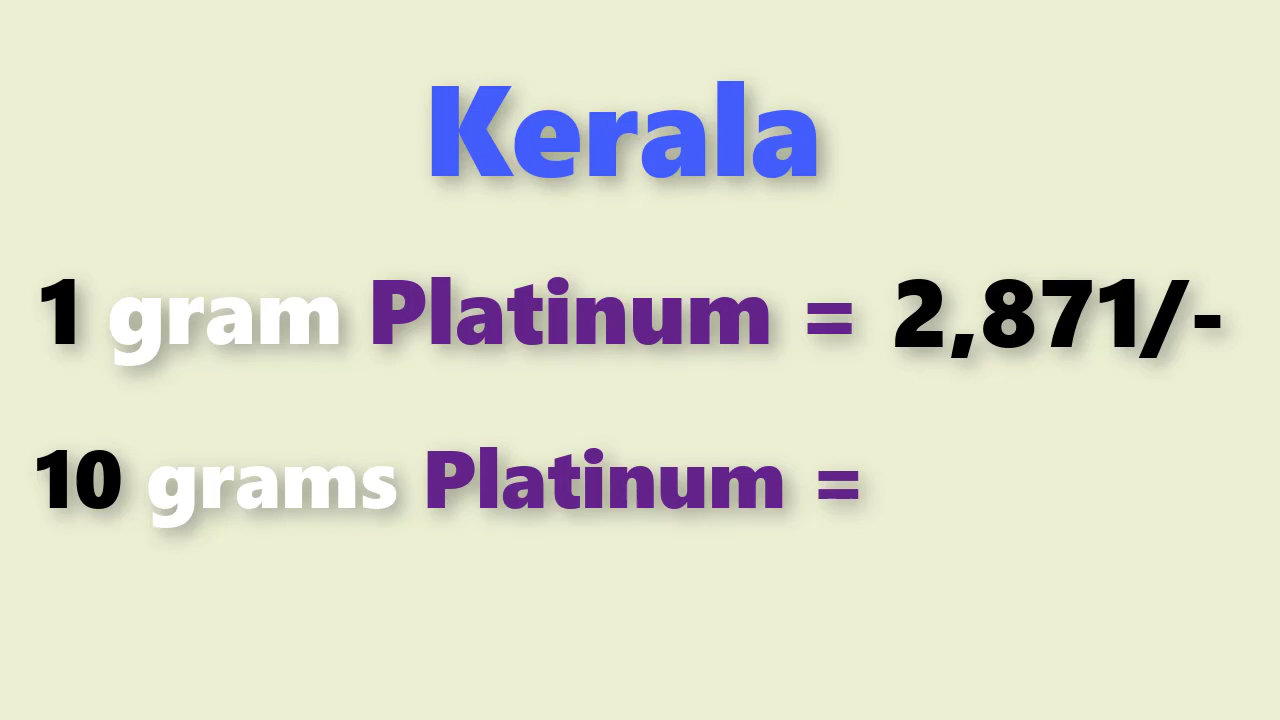 Kerala
1 gram Platinum = 2,871/-
10 grams Platinum =